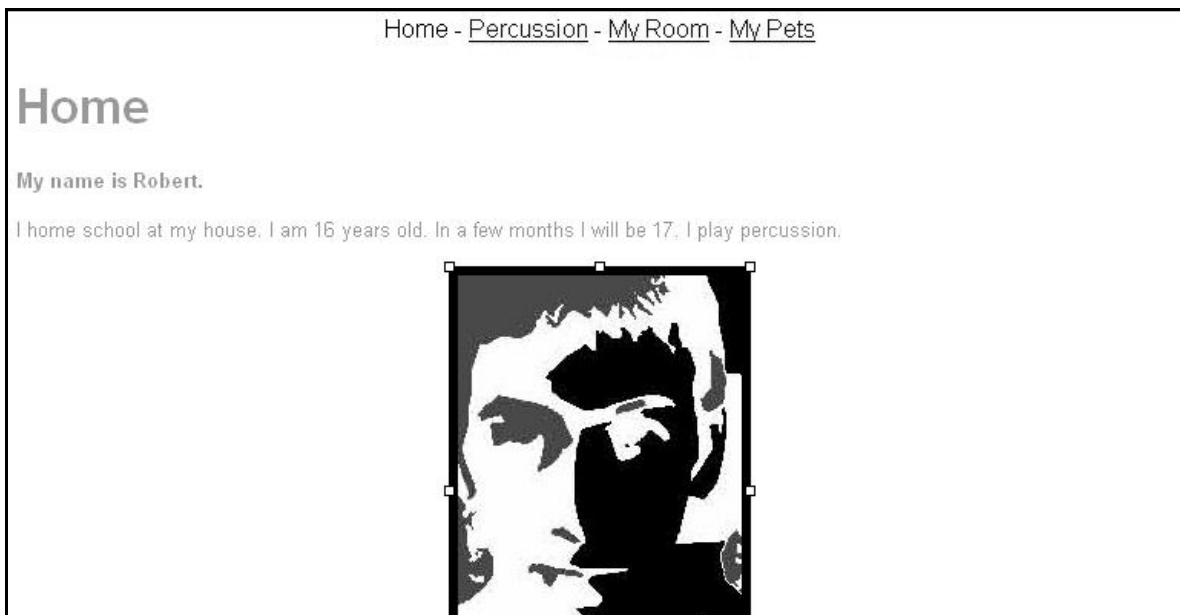 Home - Percussion - My Room - My Pets
Home
My name is Robert.
I home school at my house. I am 16 years old. In a few months I will be 17. I play percussion.